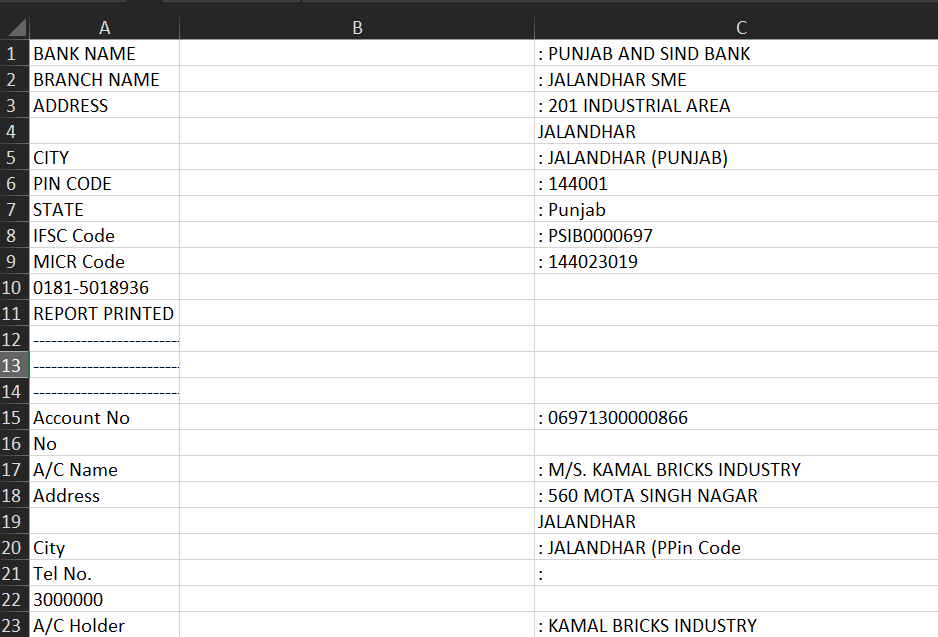 A B C
1 BANK NAME : PUNJAB AND SIND BANK
2 BRANCH NAME : JALANDHAR SME
3 ADDRESS : 201 INDUSTRIAL AREA
4 JALANDHAR
5 CITY : JALANDHAR (PUNJAB)
6 PIN CODE : 144001
7 STATE : Punjab
8 IFSC Code : PSIB0000697
9 MICR Code : 144023019
10 0181-5018936
11 REPORT PRINTED
12 -------------------------
13 -------------------------
14 -------------------------
15 Account No : 06971300000866
16 No
17 A/C Name : M/S. KAMAL BRICKS INDUSTRY
18 Address : 560 MOTA SINGH NAGAR
19 JALANDHAR
20 City : JALANDHAR (PPin Code
21 Tel No. :
22 3000000
23 A/C Holder : KAMAL BRICKS INDUSTRY